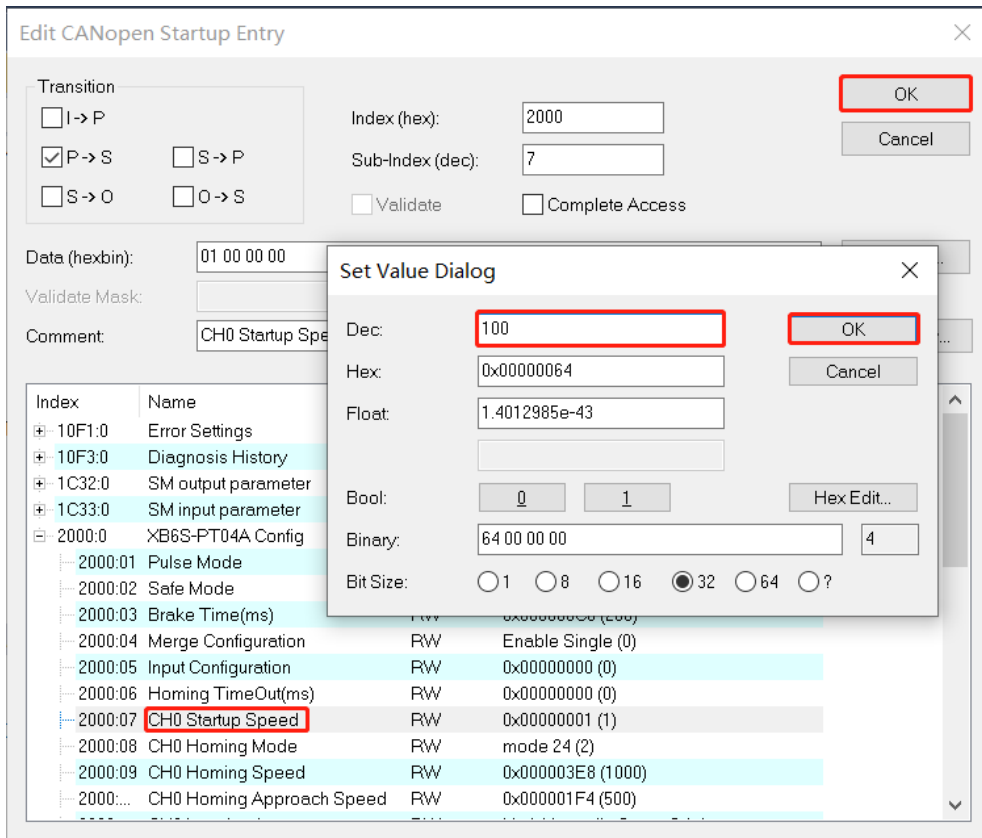 Edit CANopen Startup Entry
Transition
I -> P
P -> S
S -> P
S -> O
O -> S
Index (hex):
2000
Sub-Index (dec):
7
Validate
Complete Access
OK
Cancel
Data (hexbin):
01 00 00 00
Validate Mask:
Comment:
CH0 Startup Spe
Set Value Dialog
Dec:
100
OK
Hex:
0x00000064
Cancel
Float:
1.4012985e-43
Bool:
0
1
Hex Edit...
Binary:
64 00 00 00
4
Bit Size:
1
8
16
32
64
?
Index Name
10F1:0 Error Settings
10F3:0 Diagnosis History
1C32:0 SM output parameter
1C33:0 SM input parameter
2000:0 XB6S-PT04A Config
2000:01 Pulse Mode
2000:02 Safe Mode
2000:03 Brake Time(ms) RW 0x000000C8 (200)
2000:04 Merge Configuration RW Enable Single (0)
2000:05 Input Configuration RW 0x00000000 (0)
2000:06 Homing TimeOut(ms) RW 0x00000000 (0)
2000:07 CH0 Startup Speed RW 0x00000001 (1)
2000:08 CH0 Homing Mode RW mode 24 (2)
2000:09 CH0 Homing Speed RW 0x000003E8 (1000)
2000:... CH0 Homing Approach Speed RW 0x000001F4 (500)